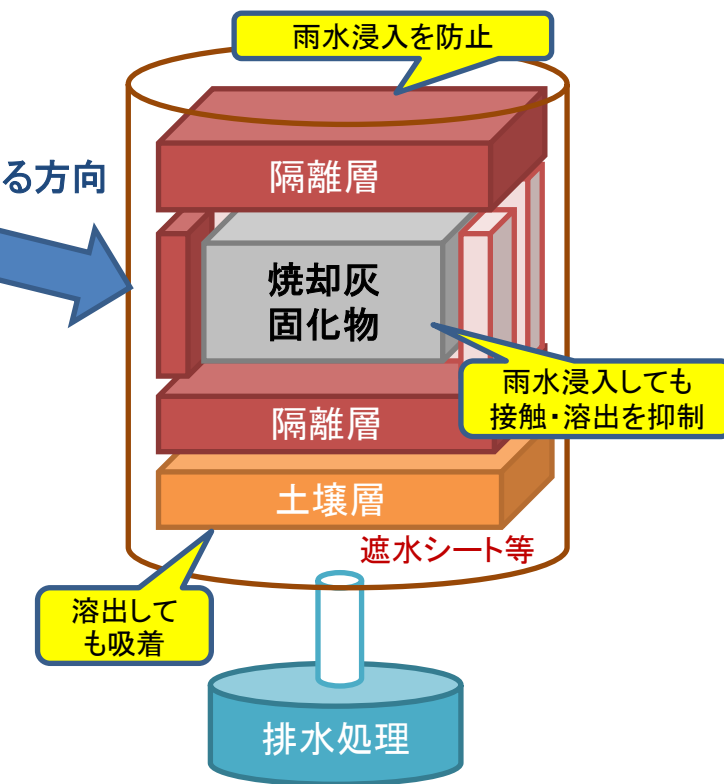 雨水浸入を防止
隔離層
る方向
焼却灰
固化物
雨水浸入しても
接触・溶出を抑制
隔離層
土壌層
遮水シート等
溶出して
も吸着
排水処理